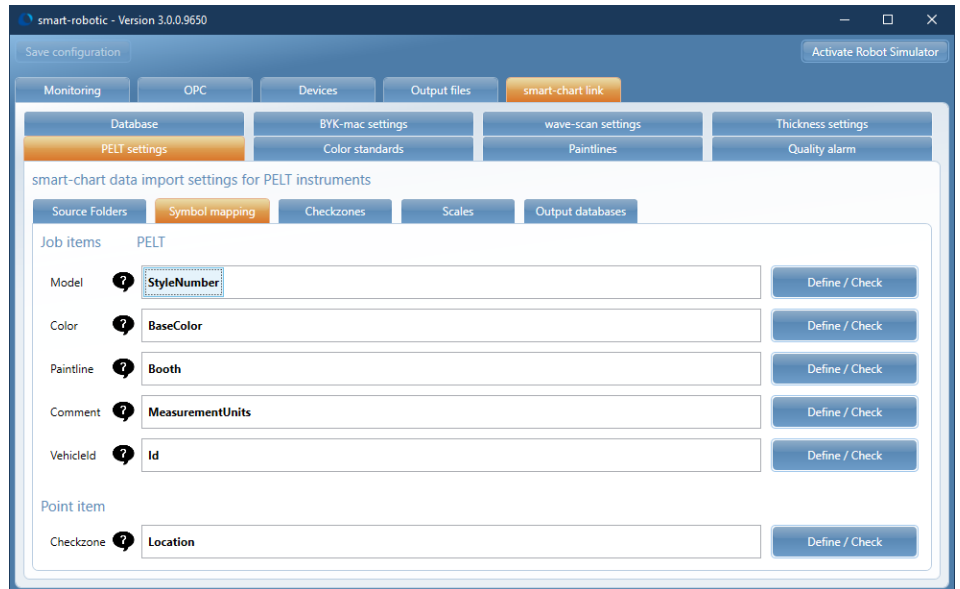 smart-robotic - Version 3.0.0.9650
Save configuration
Activate Robot Simulator
Monitoring OPC Devices Output files smart-chart link
Database BYK-mac settings wave-scan settings Thickness settings
PELT settings Color standards Paintlines Quality alarm
smart-chart data import settings for PELT instruments
Source Folders Symbol mapping Checkzones Scales Output databases
Job items PELT
Model ? StyleNumber Define / Check
Color ? BaseColor Define / Check
Paintline ? Booth Define / Check
Comment ? MeasurementUnits Define / Check
VehicleId ? Id Define / Check
Point item
Checkzone ? Location Define / Check